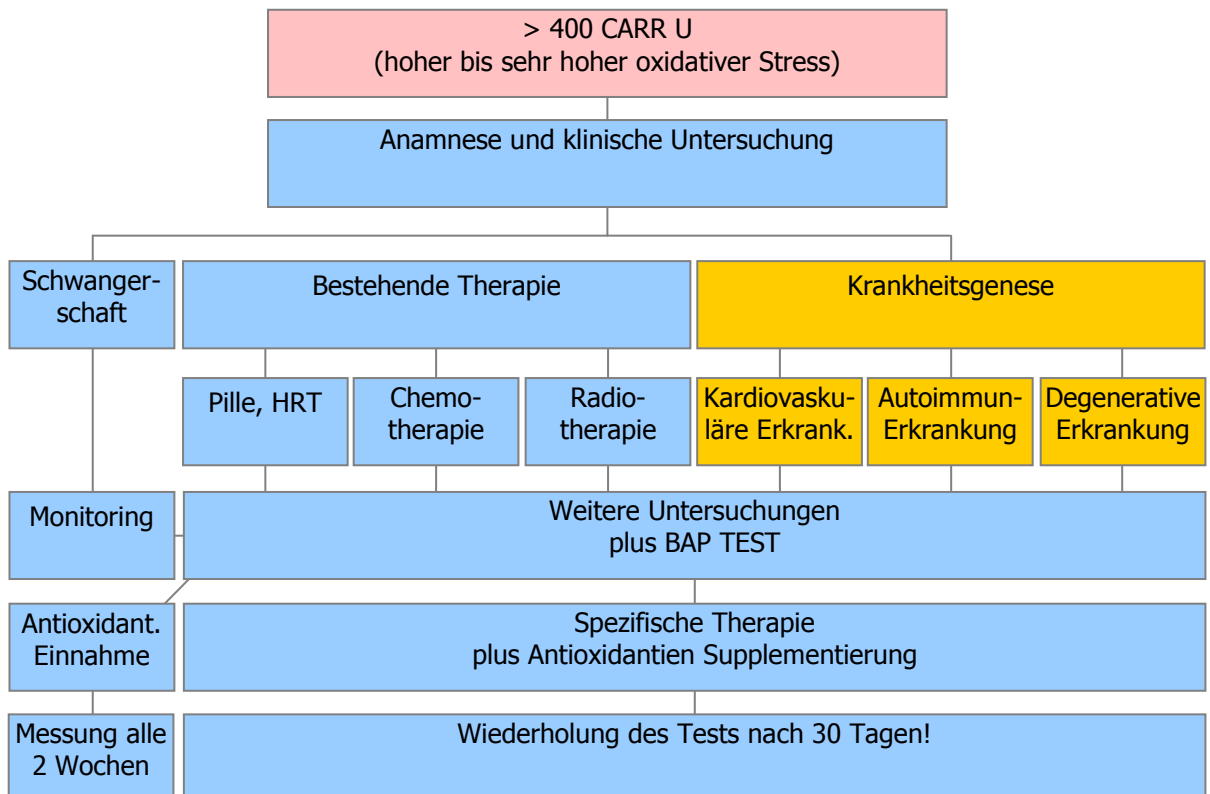 > 400 CARR U
(hoher bis sehr hoher oxidativer Stress)
Anamnese und klinische Untersuchung
Schwanger-
schaft
Bestehende Therapie
Krankheitsgenese
Pille, HRT
Chemo-
therapie
Radio-
therapie
Kardiovasku-
läre Erkrank.
Autoimmun-
Erkrankung
Degenerative
Erkrankung
Monitoring
Weitere Untersuchungen
plus BAP TEST
Antioxidant.
Einnahme
Spezifische Therapie
plus Antioxidantien Supplementierung
Messung alle
2 Wochen
Wiederholung des Tests nach 30 Tagen!